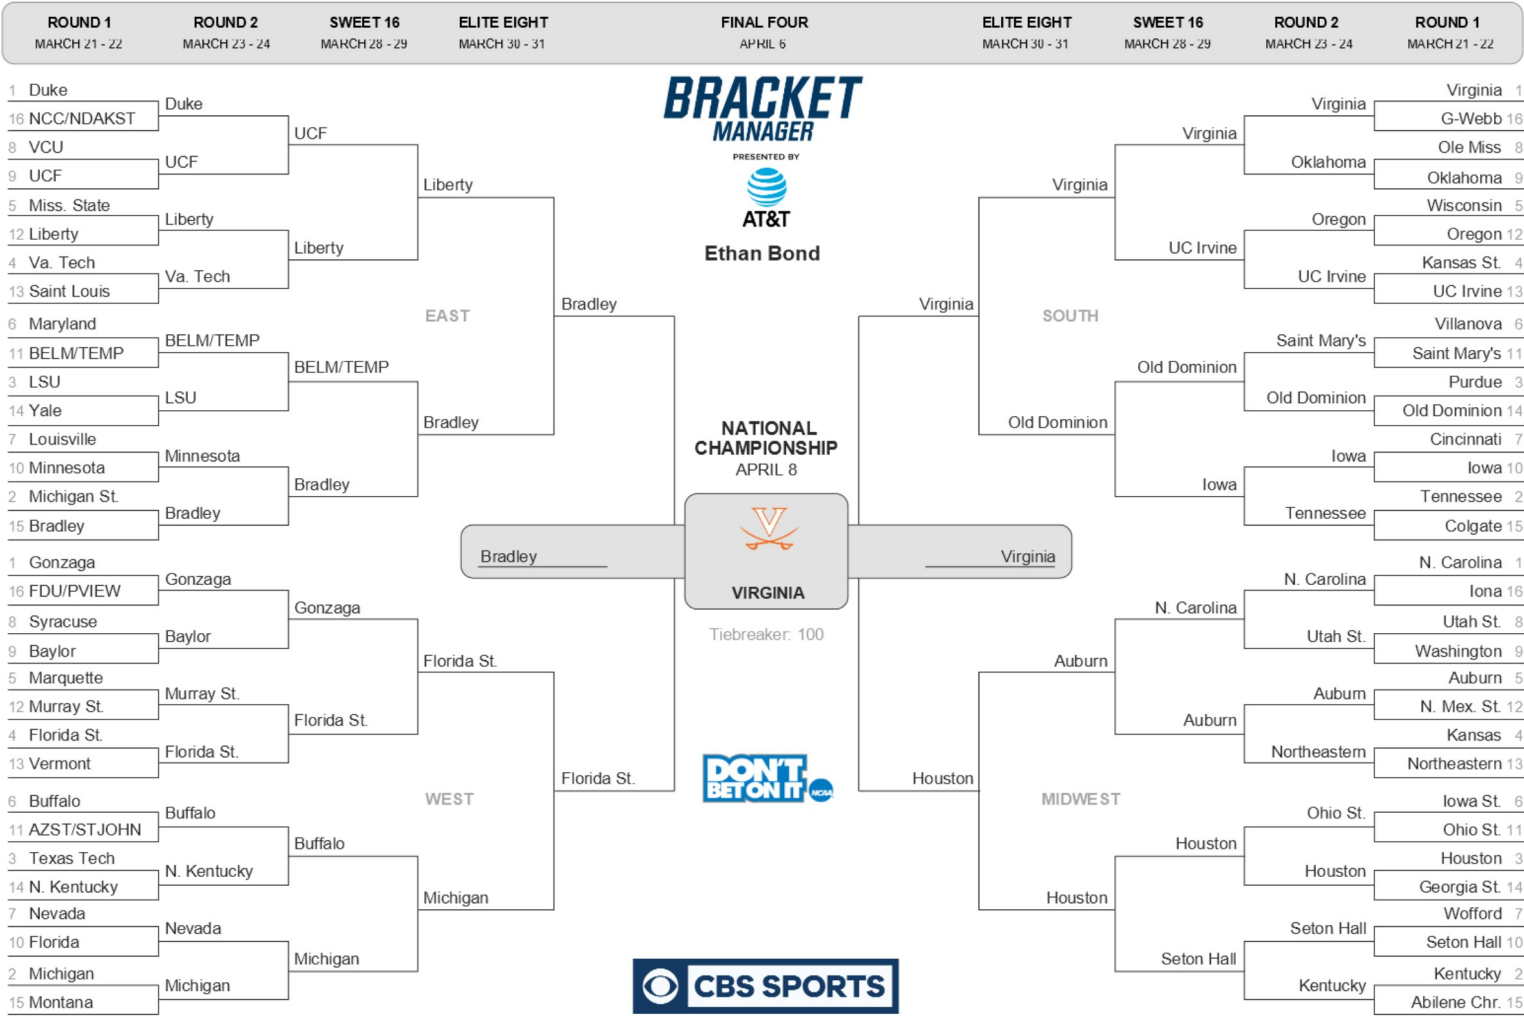 ROUND 1 ROUND 2 SWEET 16 ELITE EIGHT FINAL FOUR ELITE EIGHT SWEET 16 ROUND 2 ROUND 1
MARCH 21 - 22 MARCH 23 - 24 MARCH 28 - 29 MARCH 30 - 31 APRIL 6 MARCH 30 - 31 MARCH 28 - 29 MARCH 23 - 24 MARCH 21 - 22
1 Duke
16 NCC/NDAKST
8 VCU
9 UCF
5 Miss. State
12 Liberty
4 Va. Tech
13 Saint Louis
6 Maryland
11 BELM/TEMP
3 LSU
14 Yale
7 Louisville
10 Minnesota
2 Michigan St.
15 Bradley
1 Gonzaga
16 FDU/PVIEW
8 Syracuse
9 Baylor
5 Marquette
12 Murray St.
4 Florida St.
13 Vermont
6 Buffalo
11 AZST/STJOHN
3 Texas Tech
14 N. Kentucky
7 Nevada
10 Florida
2 Michigan
15 Montana
Duke
UCF
Liberty
Va. Tech
BELM/TEMP
LSU
Minnesota
Bradley
Gonzaga
Baylor
Murray St.
Florida St.
Buffalo
N. Kentucky
Nevada
Michigan
UCF
Liberty
BELM/TEMP
Bradley
Gonzaga
Florida St.
Buffalo
Michigan
Liberty
EAST
Bradley
Florida St.
WEST
Michigan
Bradley
Florida St.
BRACKET
MANAGER
PRESENTED BY
AT&T
Ethan Bond
NATIONAL
CHAMPIONSHIP
APRIL 8
Bradley
VIRGINIA
Virginia
Tiebreaker: 100
DON'T
BET ON IT
NCAA
CBS SPORTS
Virginia
Houston
Virginia
SOUTH
Old Dominion
Auburn
MIDWEST
Houston
Virginia
UC Irvine
Old Dominion
Iowa
N. Carolina
Auburn
Houston
Seton Hall
Virginia
Oklahoma
Oregon
UC Irvine
Saint Mary's
Old Dominion
Iowa
Tennessee
N. Carolina
Utah St.
Auburn
Northeastern
Ohio St.
Houston
Seton Hall
Kentucky
Virginia 1
G-Webb 16
Ole Miss 8
Oklahoma 9
Wisconsin 5
Oregon 12
Kansas St. 4
UC Irvine 13
Villanova 6
Saint Mary's 11
Purdue 3
Old Dominion 14
Cincinnati 7
Iowa 10
Tennessee 2
Colgate 15
N. Carolina 1
Iona 16
Utah St. 8
Washington 9
Auburn 5
N. Mex. St. 12
Kansas 4
Northeastern 13
Iowa St. 6
Ohio St. 11
Houston 3
Georgia St. 14
Wofford 7
Seton Hall 10
Kentucky 2
Abilene Chr. 15